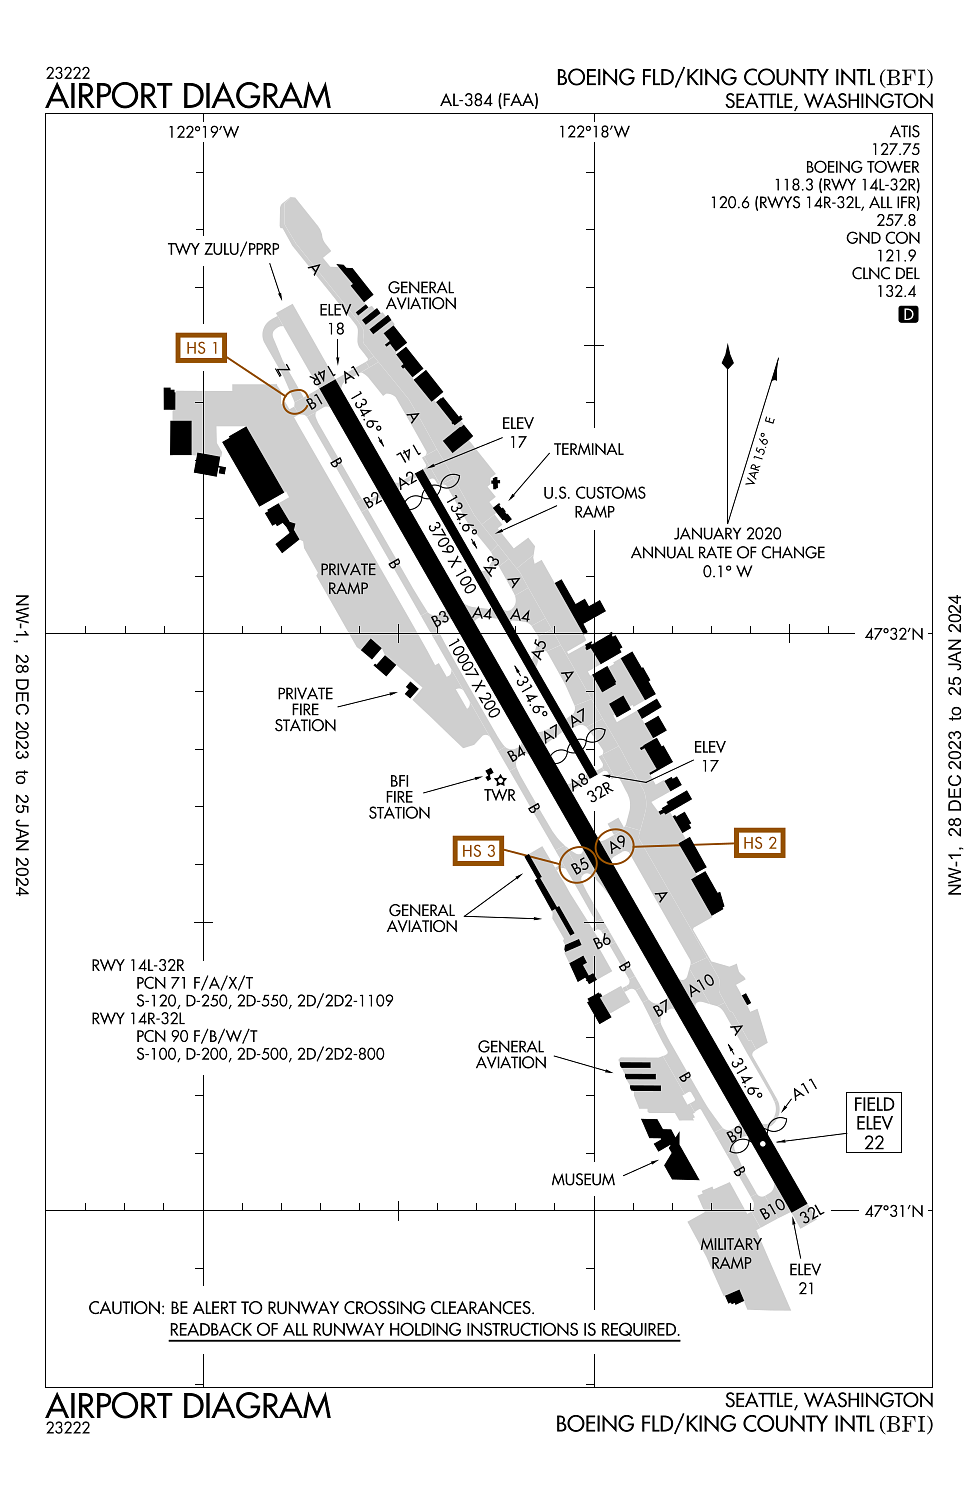 23222
AIRPORT DIAGRAM
AL-384 (FAA)
BOEING FLD/KING COUNTY INTL (BFI)
SEATTLE, WASHINGTON
122°19'W
122°18'W
ATIS
127.75
BOEING TOWER
118.3 (RWY 14L-32R)
120.6 (RWYS 14R-32L, ALL IFR)
257.8
GND CON
121.9
CLNC DEL
132.4
D
TWY ZULU/PPRP
A
GENERAL
AVIATION
ELEV
18
HS 1
Z
14R
A1
B1
134.6°
A
ELEV
17
14L
TERMINAL
B
A2
B2
U.S. CUSTOMS
RAMP
134.6°
3709 X 100
VAR 15.6° E
JANUARY 2020
ANNUAL RATE OF CHANGE
0.1° W
PRIVATE
RAMP
B
A3
A
B3
A4
A4
47°32'N
10007 X 200
A5
A
314.6°
PRIVATE
FIRE
STATION
A7
A7
B4
ELEV
17
BFI
FIRE
STATION
TWR
A8
32R
B
HS 3
B5
A9
HS 2
GENERAL
AVIATION
A
B6
B
RWY 14L-32R
PCN 71 F/A/X/T
S-120, D-250, 2D-550, 2D/2D2-1109
RWY 14R-32L
PCN 90 F/B/W/T
S-100, D-200, 2D-500, 2D/2D2-800
A10
B7
A
GENERAL
AVIATION
B
314.6°
A11
FIELD
ELEV
22
B9
MUSEUM
B
B10
32L
47°31'N
MILITARY
RAMP
ELEV
21
CAUTION: BE ALERT TO RUNWAY CROSSING CLEARANCES.
READBACK OF ALL RUNWAY HOLDING INSTRUCTIONS IS REQUIRED.
NW-1, 28 DEC 2023 to 25 JAN 2024
NW-1, 28 DEC 2023 to 25 JAN 2024
AIRPORT DIAGRAM
23222
SEATTLE, WASHINGTON
BOEING FLD/KING COUNTY INTL (BFI)